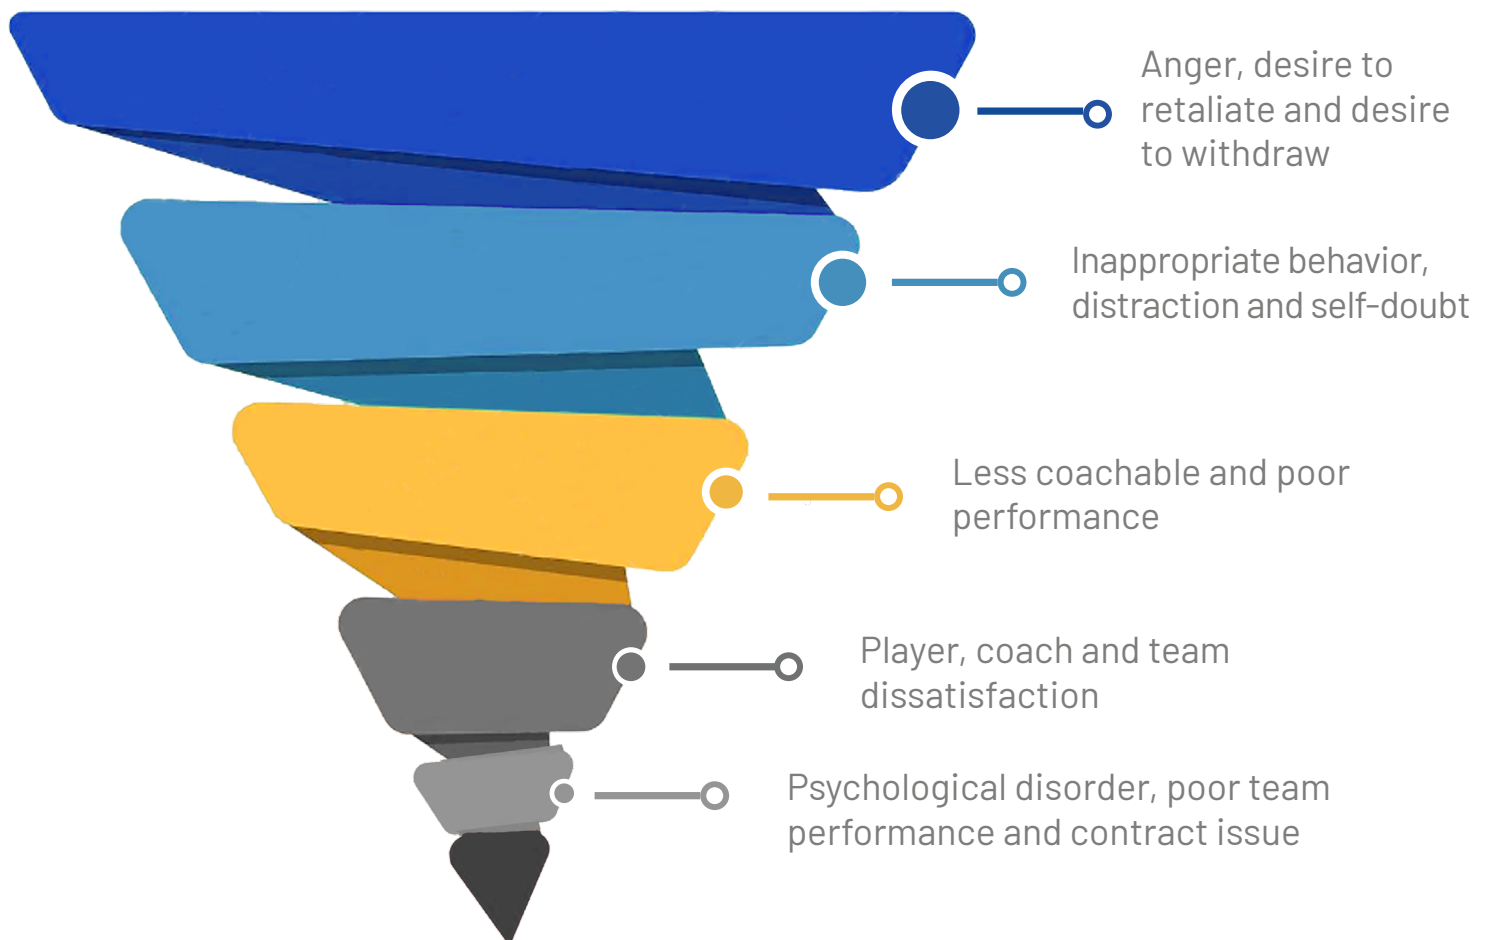 Anger, desire to
retaliate and desire
to withdraw
Inappropriate behavior,
distraction and self-doubt
Less coachable and poor
performance
Player, coach and team
dissatisfaction
Psychological disorder, poor team
performance and contract issue